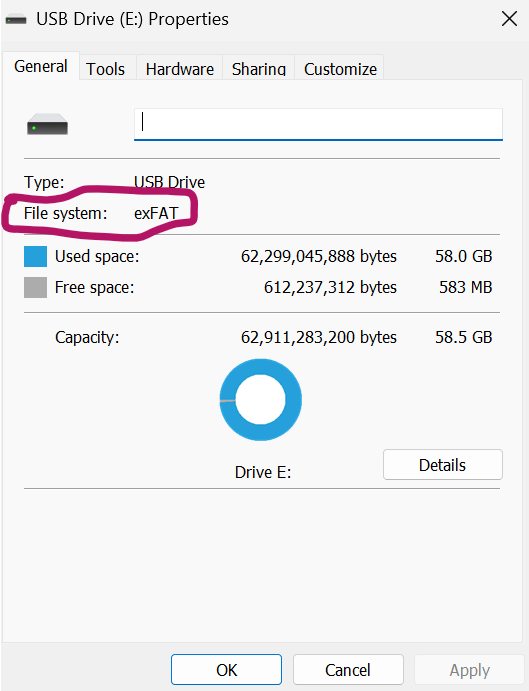 USB Drive (E:) Properties
General Tools Hardware Sharing Customize
Type: USB Drive
File system: exFAT
Used space: 62,299,045,888 bytes 58.0 GB
Free space: 612,237,312 bytes 583 MB
Capacity: 62,911,283,200 bytes 58.5 GB
Drive E:
Details
OK Cancel Apply